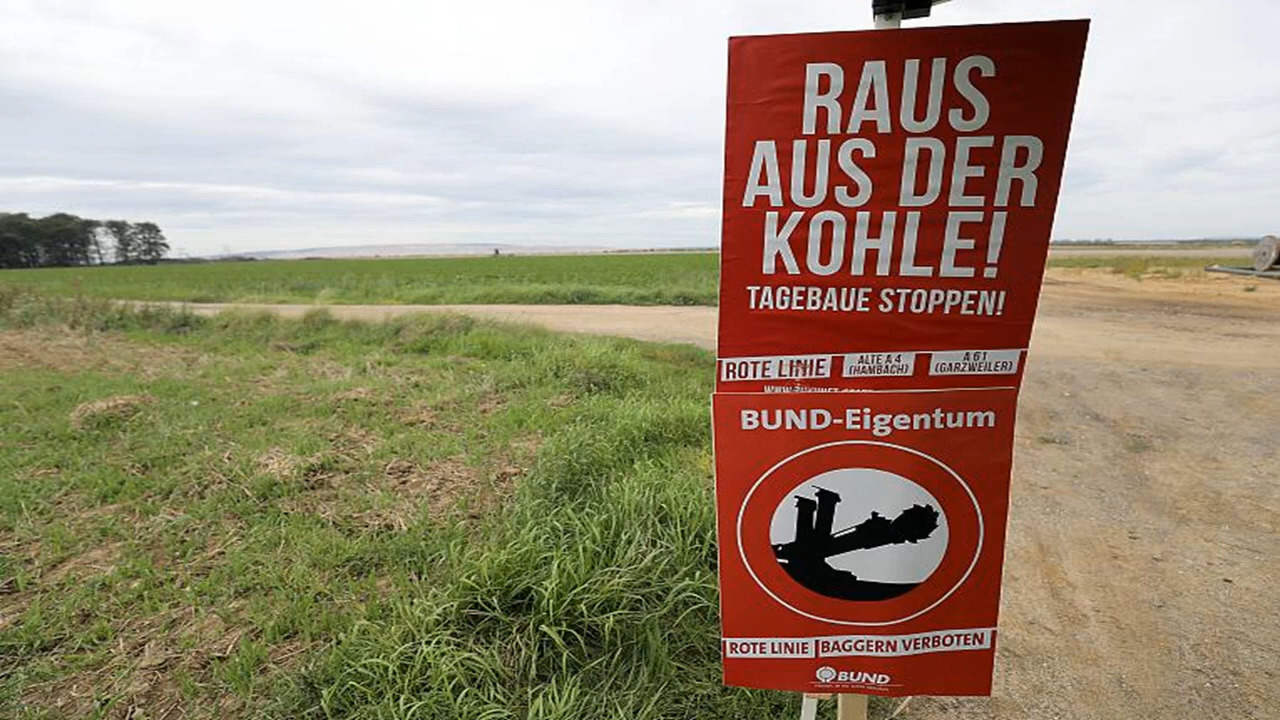 RAUS
AUS DER
KOHLE!
TAGEBAUE STOPPEN!
ROTE LINIE ALTE A 4 A 61
(HAMBACH) (GARZWEILER)
BUND-Eigentum
ROTE LINIE BAGGERN VERBOTEN
BUND